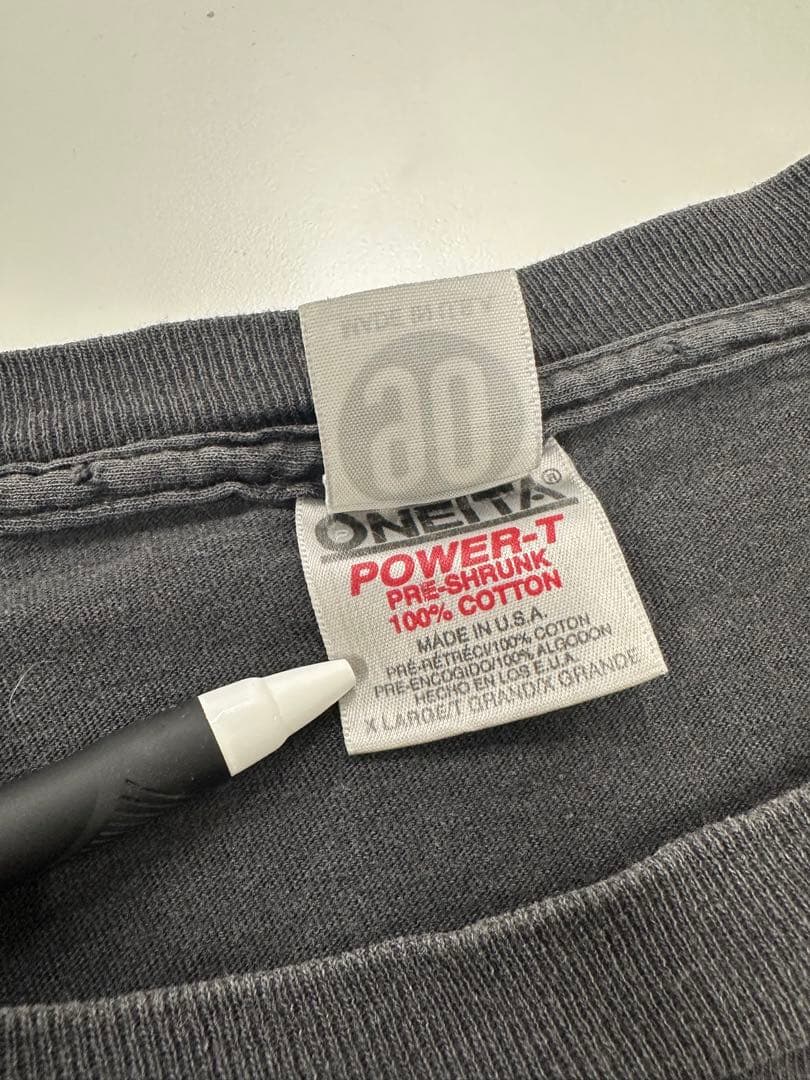 ONEITA®
POWER-T
PRE-SHRUNK
100% COTTON
MADE IN U.S.A.
PRÉ-RÉTRÉCI/100% COTON
PRE-ENCOGIDO/100% ALGODON
HECHO EN LOS E.U.A.
X LARGE/T GRAND/X GRANDE